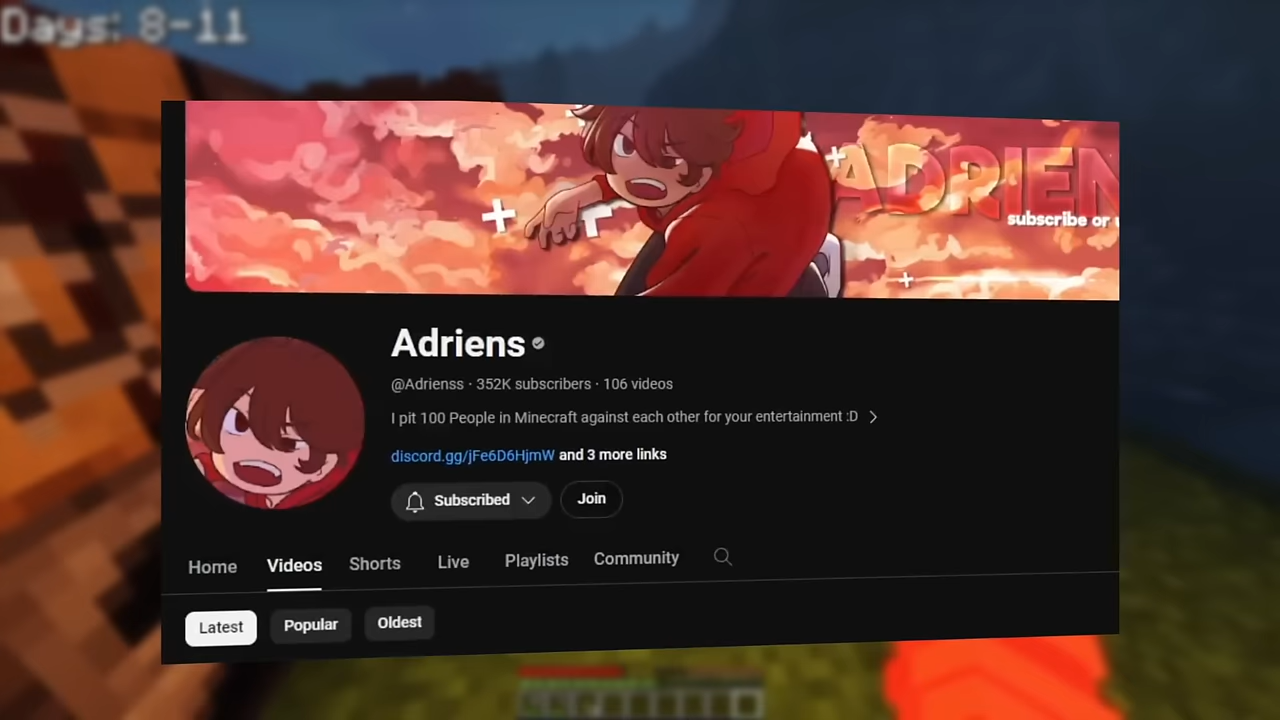 Days: 8-11
ADRIEN
subscribe or
Adriens
@Adrienss · 352K subscribers · 106 videos
I pit 100 People in Minecraft against each other for your entertainment :D
discord.gg/jFe6D6HjmW and 3 more links
Subscribed
Join
Home Videos Shorts Live Playlists Community
Latest Popular Oldest